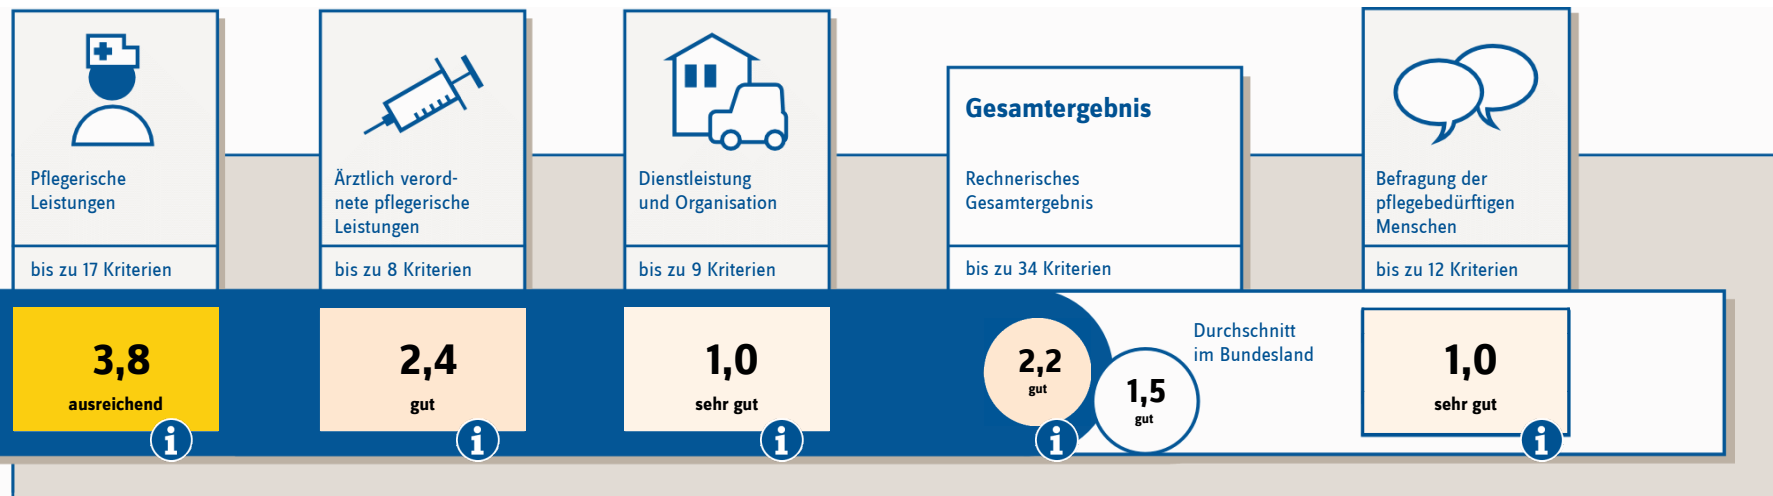 Pflegerische
Leistungen
bis zu 17 Kriterien
3,8
ausreichend
i
Ärztlich verord-
nete pflegerische
Leistungen
bis zu 8 Kriterien
2,4
gut
i
Dienstleistung
und Organisation
bis zu 9 Kriterien
1,0
sehr gut
i
Gesamtergebnis
Rechnerisches
Gesamtergebnis
bis zu 34 Kriterien
2,2
gut
i
1,5
gut
Durchschnitt
im Bundesland
Befragung der
pflegebedürftigen
Menschen
bis zu 12 Kriterien
1,0
sehr gut
i